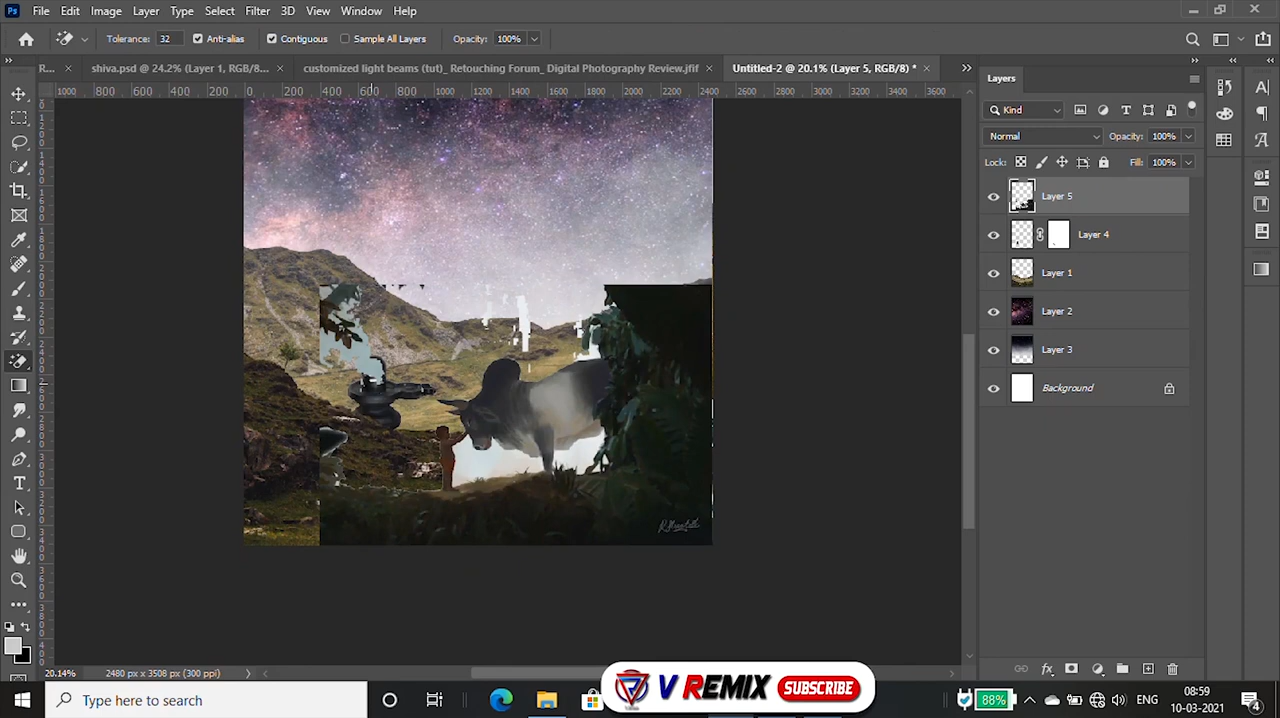 Ps File Edit Image Layer Type Select Filter 3D View Window Help
Tolerance: 32 Anti-alias Contiguous Sample All Layers Opacity: 100%
R... × shiva.psd @ 24.2% (Layer 1, RGB/8... × customized light beams (tut)_ Retouching Forum_ Digital Photography Review.jfif × Untitled-2 @ 20.1% (Layer 5, RGB/8) * ×
1000 800 600 400 200 0 200 400 600 800 1000 1200 1400 1600 1800 2000 2200 2400 2600 2800 3000 3200 3400 3600
Layers
Kind
Normal Opacity: 100%
Lock: Fill: 100%
Layer 5
Layer 4
Layer 1
Layer 2
Layer 3
Background
20.14% 2480 px x 3508 px (300 ppi)
V REMIX SUBSCRIBE
Type here to search
88% ENG 08:59
10-03-2021 4